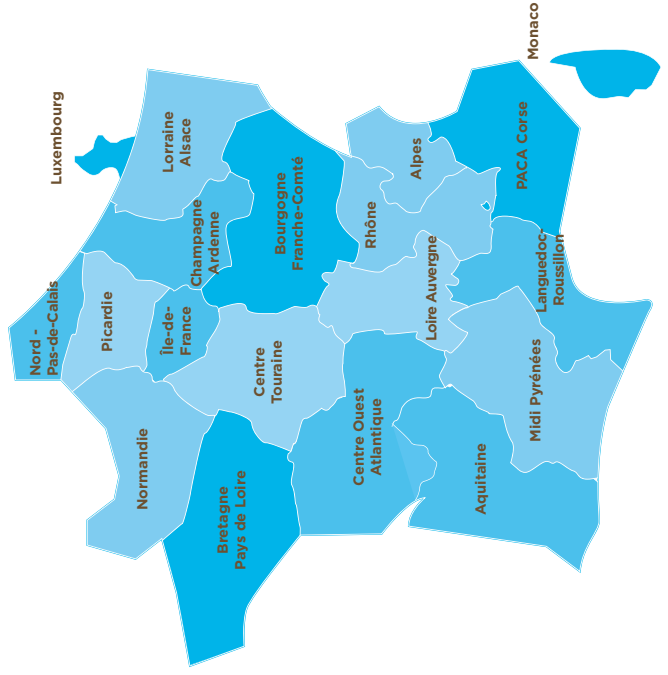 Monaco
Luxembourg
Lorraine
Alsace
PACA Corse
Alpes
Bourgogne
Franche-Comté
Champagne
Ardenne
Rhône
Languedoc-
Roussillon
Loire Auvergne
Nord -
Pas-de-Calais
Picardie
Île-de-
France
Centre
Touraine
Midi Pyrénées
Centre Ouest
Atlantique
Normandie
Aquitaine
Bretagne
Pays de Loire